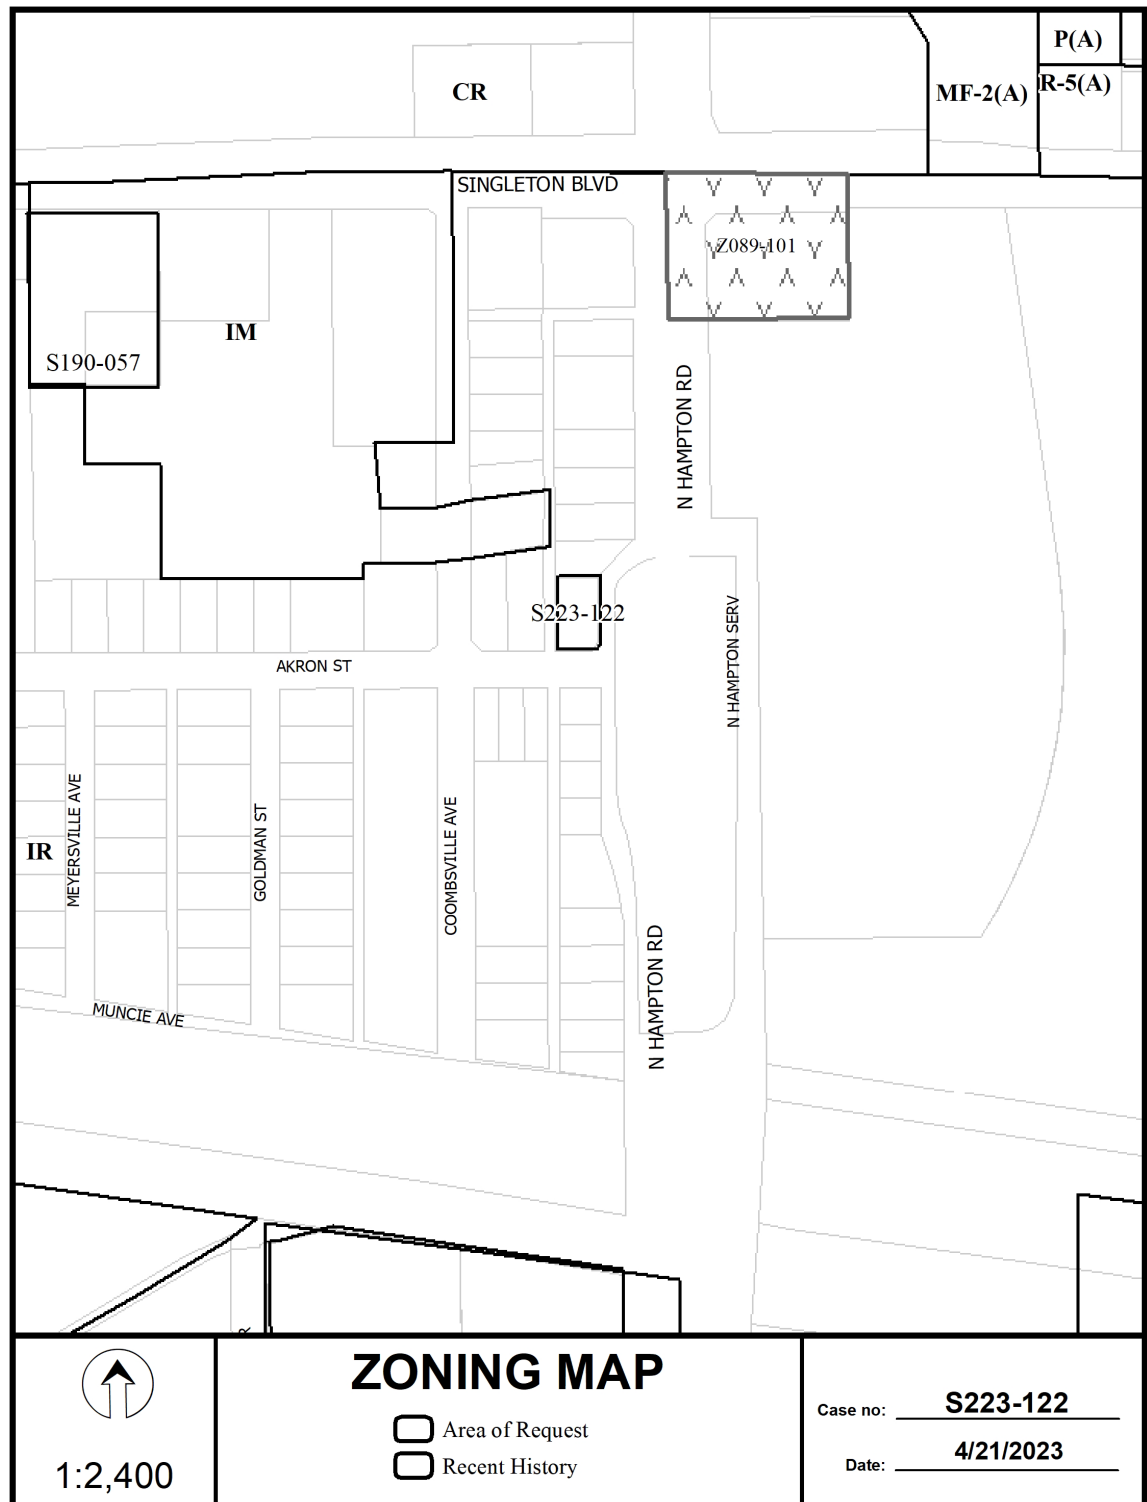 P(A)
CR
MF-2(A)
R-5(A)
SINGLETON BLVD
Z089-101
IM
S190-057
N HAMPTON RD
S223-122
N HAMPTON SERV
AKRON ST
MEYERSVILLE AVE
GOLDMAN ST
COOMBSVILLE AVE
IR
N HAMPTON RD
MUNCIE AVE
R
ZONING MAP
Area of Request
Recent History
1:2,400
Case no: S223-122
Date: 4/21/2023